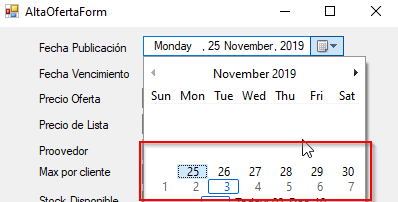 AltaOfertaForm
Fecha Publicación Monday , 25 November, 2019
Fecha Vencimiento November 2019
Precio Oferta Sun Mon Tue Wed Thu Fri Sat
Precio de Lista
Proovedor
Max por cliente 25 26 27 28 29 30
1 2 3 4 5 6 7
Stock Disponible